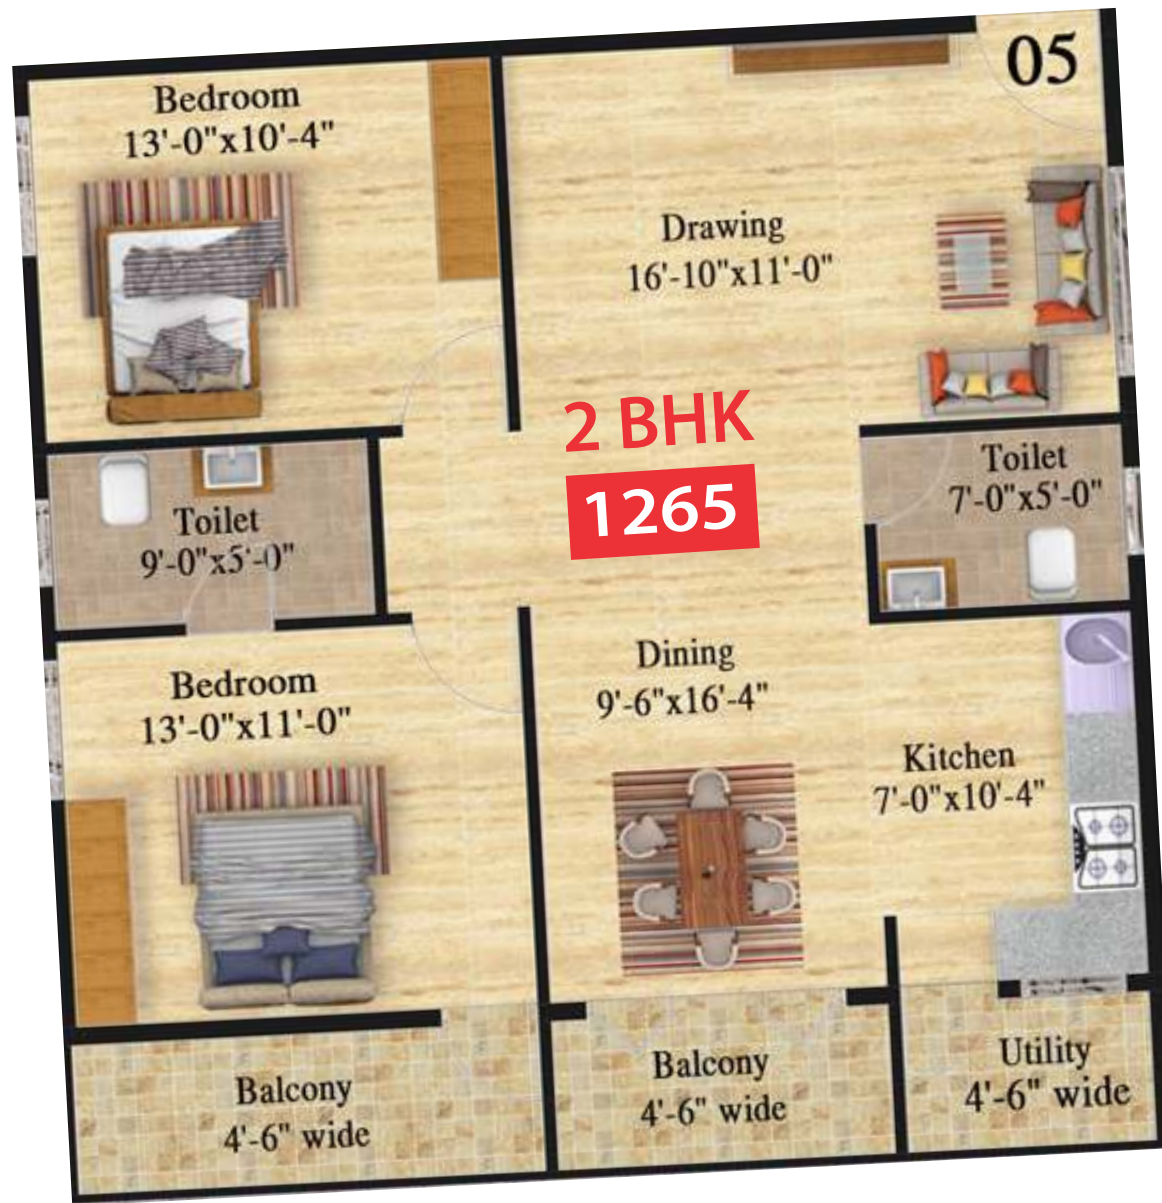 05
Bedroom
13'-0"x10'-4"
Drawing
16'-10"x11'-0"
2 BHK
1265
Toilet
7'-0"x5'-0"
Toilet
9'-0"x5'-0"
Bedroom
13'-0"x11'-0"
Dining
9'-6"x16'-4"
Kitchen
7'-0"x10'-4"
Balcony
4'-6" wide
Balcony
4'-6" wide
Utility
4'-6" wide